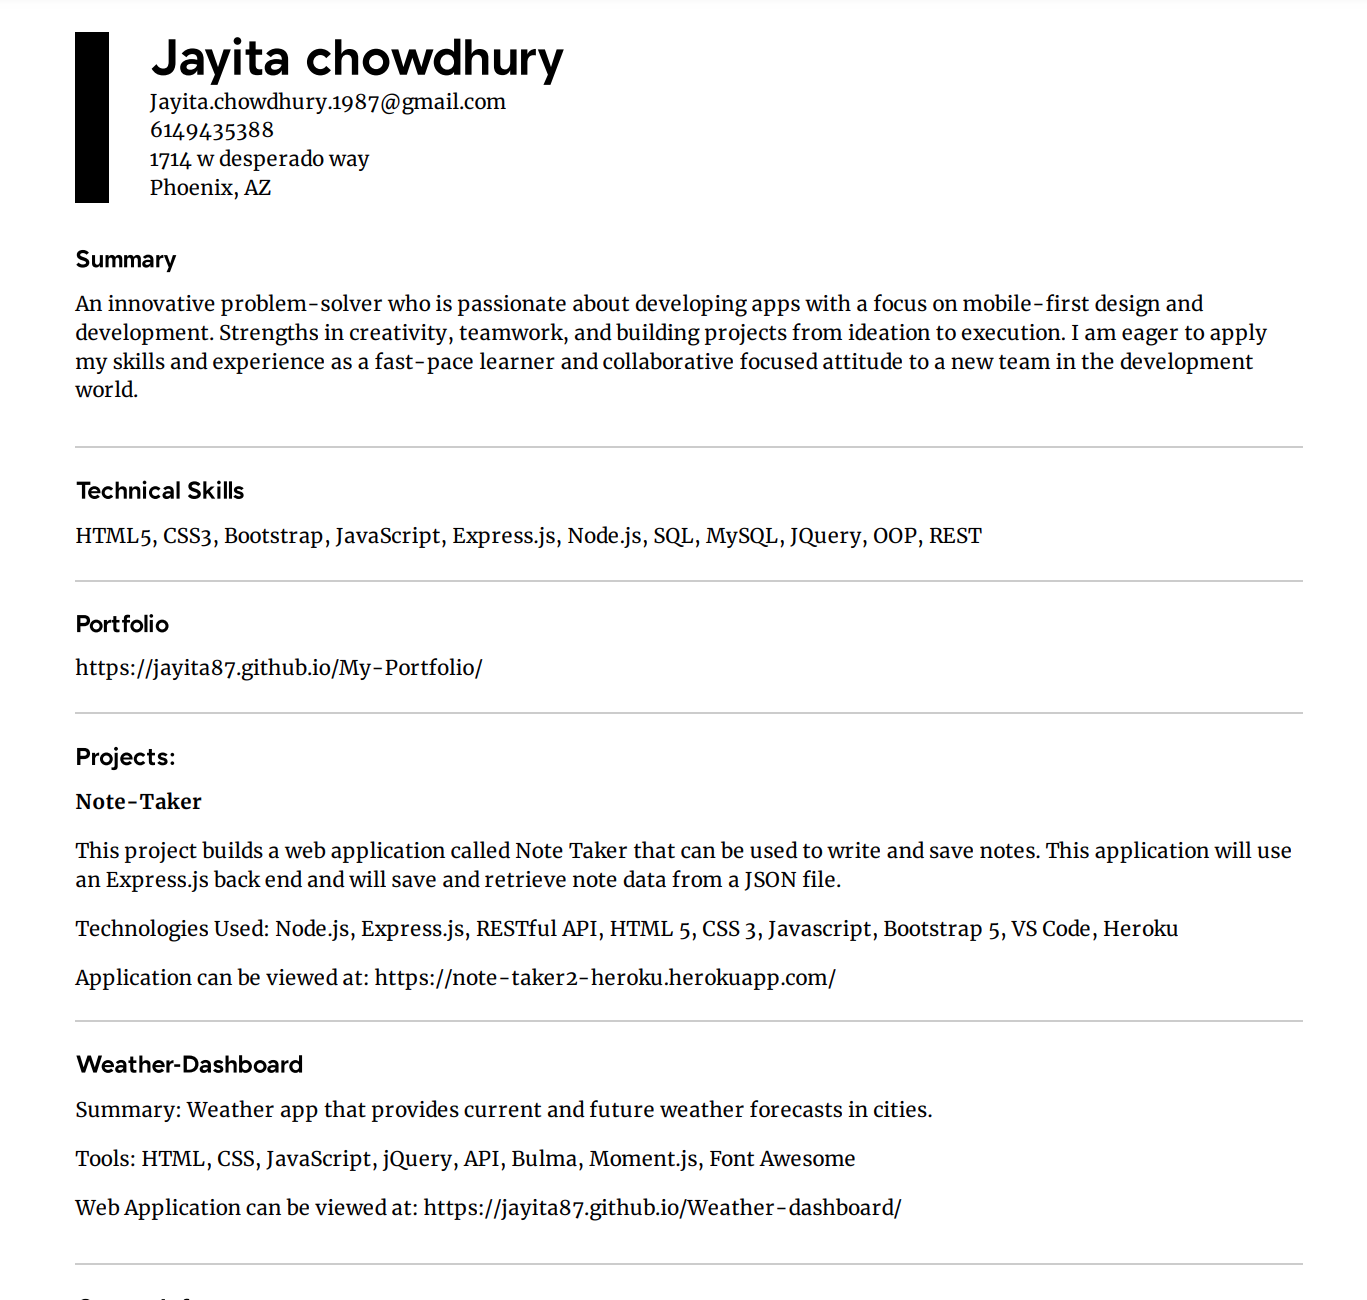 Jayita chowdhury
Jayita.chowdhury.1987@gmail.com
6149435388
1714 w desperado way
Phoenix, AZ
Summary
An innovative problem-solver who is passionate about developing apps with a focus on mobile-first design and
development. Strengths in creativity, teamwork, and building projects from ideation to execution. I am eager to apply
my skills and experience as a fast-pace learner and collaborative focused attitude to a new team in the development
world.
Technical Skills
HTML5, CSS3, Bootstrap, JavaScript, Express.js, Node.js, SQL, MySQL, JQuery, OOP, REST
Portfolio
https://jayita87.github.io/My-Portfolio/
Projects:
Note-Taker
This project builds a web application called Note Taker that can be used to write and save notes. This application will use
an Express.js back end and will save and retrieve note data from a JSON file.
Technologies Used: Node.js, Express.js, RESTful API, HTML 5, CSS 3, Javascript, Bootstrap 5, VS Code, Heroku
Application can be viewed at: https://note-taker2-heroku.herokuapp.com/
Weather-Dashboard
Summary: Weather app that provides current and future weather forecasts in cities.
Tools: HTML, CSS, JavaScript, jQuery, API, Bulma, Moment.js, Font Awesome
Web Application can be viewed at: https://jayita87.github.io/Weather-dashboard/